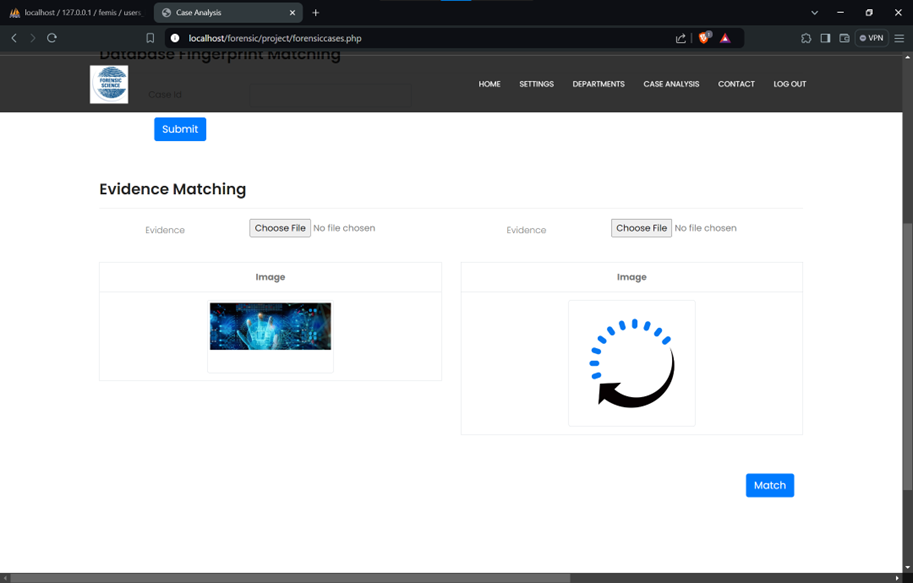 localhost / 127.0.0.1 / femis / users
Case Analysis
localhost/forensic/project/forensiccases.php
1
VPN
Database Fingerprint Matching
FORENSIC
SCIENCE
Case Id
HOME
SETTINGS
DEPARTMENTS
CASE ANALYSIS
CONTACT
LOG OUT
Submit
Evidence Matching
Evidence
Choose File No file chosen
Evidence
Choose File No file chosen
Image
Image
Match